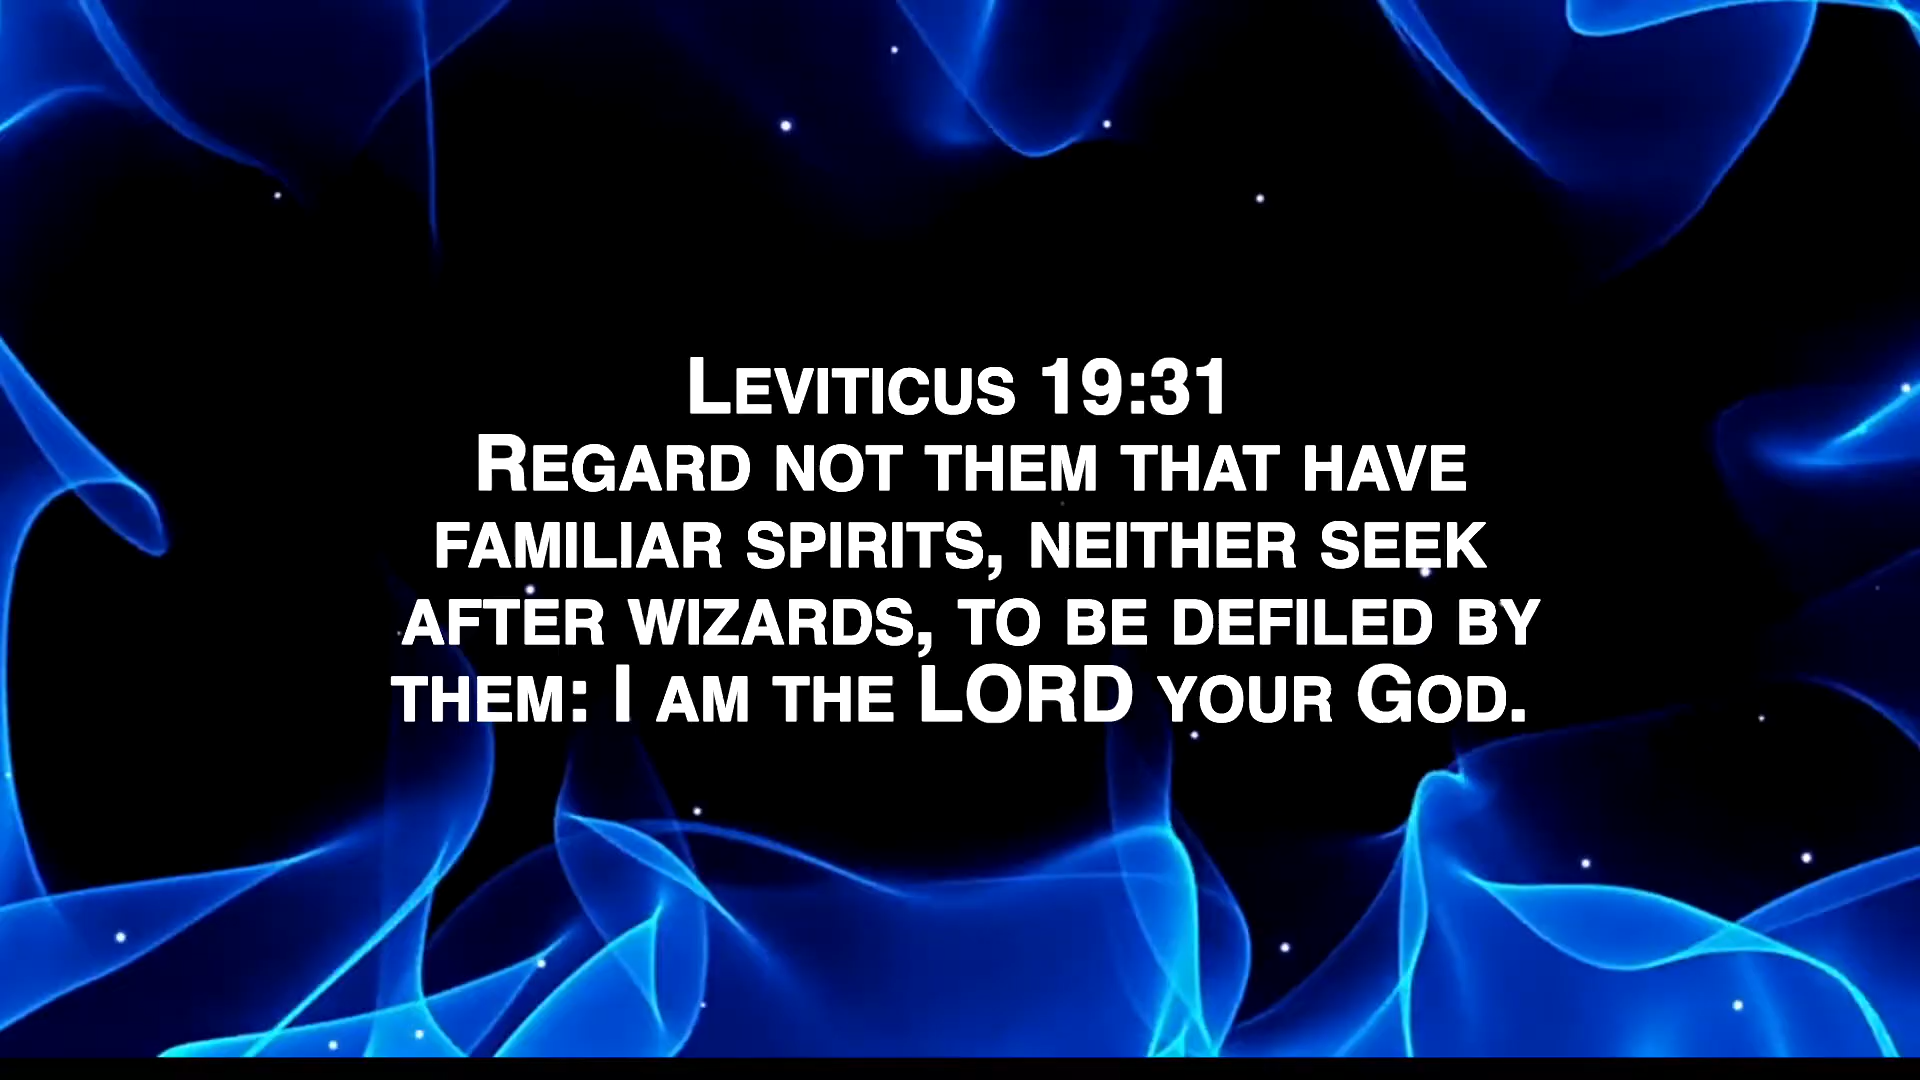 Leviticus 19:31
Regard not them that have
familiar spirits, neither seek
after wizards, to be defiled by
them: I am the LORD your God.